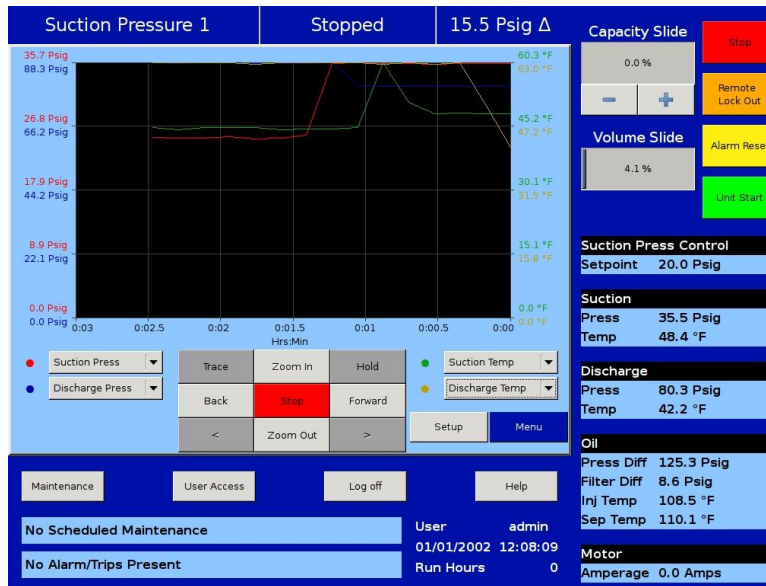 Suction Pressure 1
Stopped
15.5 Psig Δ
35.7 Psig
88.3 Psig
26.8 Psig
66.2 Psig
17.9 Psig
44.2 Psig
8.9 Psig
22.1 Psig
0.0 Psig
0.0 Psig
60.3 °F
63.0 °F
45.2 °F
47.2 °F
30.1 °F
31.5 °F
15.1 °F
15.8 °F
0.0 °F
0.0 °F
0:03 0:02.5 0:02 0:01.5 0:01 0:00.5 0:00
Hrs:Min
Suction Press
Discharge Press
Trace Zoom In Hold
Back Stop Forward
< Zoom Out >
Suction Temp
Discharge Temp
Setup Menu
Maintenance User Access Log off Help
No Scheduled Maintenance
No Alarm/Trips Present
User admin
01/01/2002 12:08:09
Run Hours 0
Capacity Slide
0.0 %
Volume Slide
4.1 %
Stop
Remote
Lock Out
Alarm Rese
Unit Start
Suction Press Control
Setpoint 20.0 Psig
Suction
Press 35.5 Psig
Temp 48.4 °F
Discharge
Press 80.3 Psig
Temp 42.2 °F
Oil
Press Diff 125.3 Psig
Filter Diff 8.6 Psig
Inj Temp 108.5 °F
Sep Temp 110.1 °F
Motor
Amperage 0.0 Amps